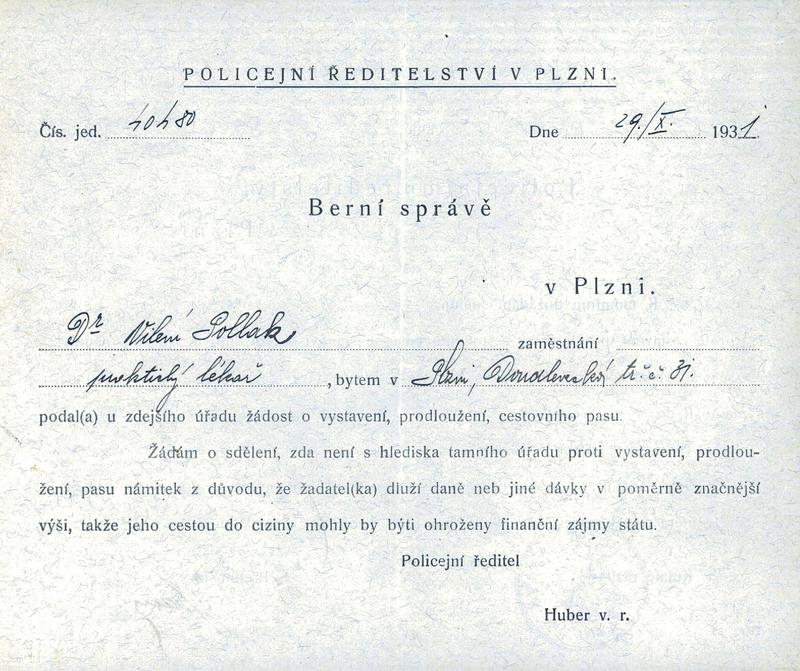 POLICEJNÍ ŘEDITELSTVÍ V PLZNI.
Čís. jed. 40480 Dne 29./X. 1931.
Berní správě
v Plzni.
Dr Vilém Pollak zaměstnání
praktický lékař, bytem v Plzni, Doudlevecká tř. č. 31.
podal(a) u zdejšího úřadu žádost o vystavení, prodloužení, cestovního pasu.
Žádám o sdělení, zda není s hlediska tamního úřadu proti vystavení, prodlou-
žení, pasu námitek z důvodu, že žadatel(ka) dluží daně neb jiné dávky v poměrně značnější
výši, takže jeho cestou do ciziny mohly by býti ohroženy finanční zájmy státu.
Policejní ředitel
Huber v. r.